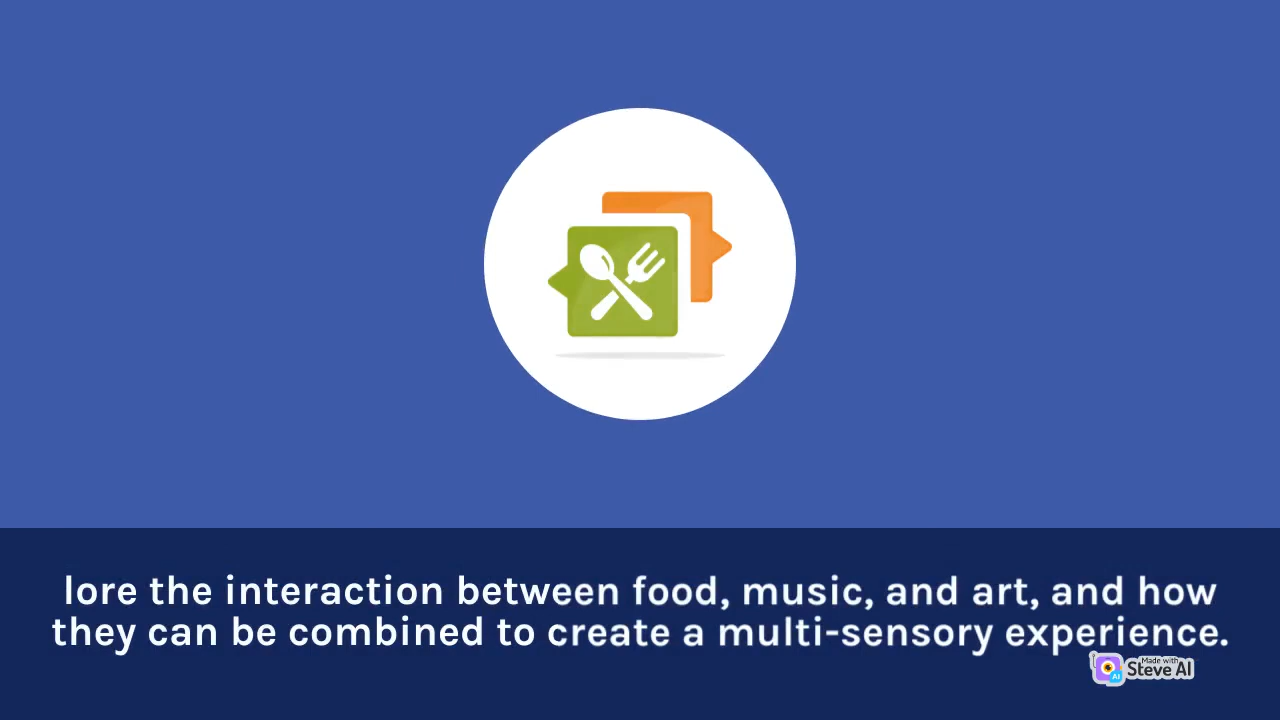 lore the interaction between food, music, and art, and how
they can be combined to create a multi-sensory experience.
Made with
Steve AI
AI